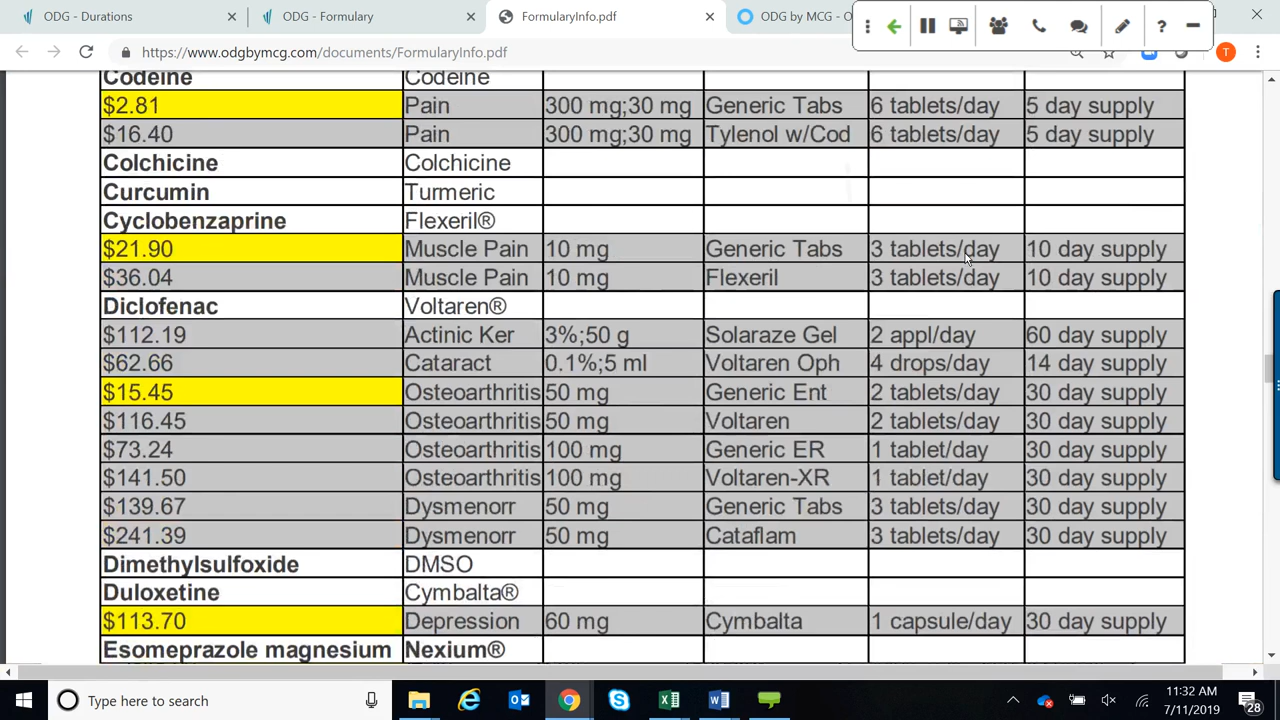 ODG - Durations
ODG - Formulary
FormularyInfo.pdf
ODG by MCG - O
https://www.odgbymcg.com/documents/FormularyInfo.pdf
T
Codeine Codeine
$2.81 Pain 300 mg;30 mg Generic Tabs 6 tablets/day 5 day supply
$16.40 Pain 300 mg;30 mg Tylenol w/Cod 6 tablets/day 5 day supply
Colchicine Colchicine
Curcumin Turmeric
Cyclobenzaprine Flexeril®
$21.90 Muscle Pain 10 mg Generic Tabs 3 tablets/day 10 day supply
$36.04 Muscle Pain 10 mg Flexeril 3 tablets/day 10 day supply
Diclofenac Voltaren®
$112.19 Actinic Ker 3%;50 g Solaraze Gel 2 appl/day 60 day supply
$62.66 Cataract 0.1%;5 ml Voltaren Oph 4 drops/day 14 day supply
$15.45 Osteoarthritis 50 mg Generic Ent 2 tablets/day 30 day supply
$116.45 Osteoarthritis 50 mg Voltaren 2 tablets/day 30 day supply
$73.24 Osteoarthritis 100 mg Generic ER 1 tablet/day 30 day supply
$141.50 Osteoarthritis 100 mg Voltaren-XR 1 tablet/day 30 day supply
$139.67 Dysmenorr 50 mg Generic Tabs 3 tablets/day 30 day supply
$241.39 Dysmenorr 50 mg Cataflam 3 tablets/day 30 day supply
Dimethylsulfoxide DMSO
Duloxetine Cymbalta®
$113.70 Depression 60 mg Cymbalta 1 capsule/day 30 day supply
Esomeprazole magnesium Nexium®
Type here to search
11:32 AM
7/11/2019
28